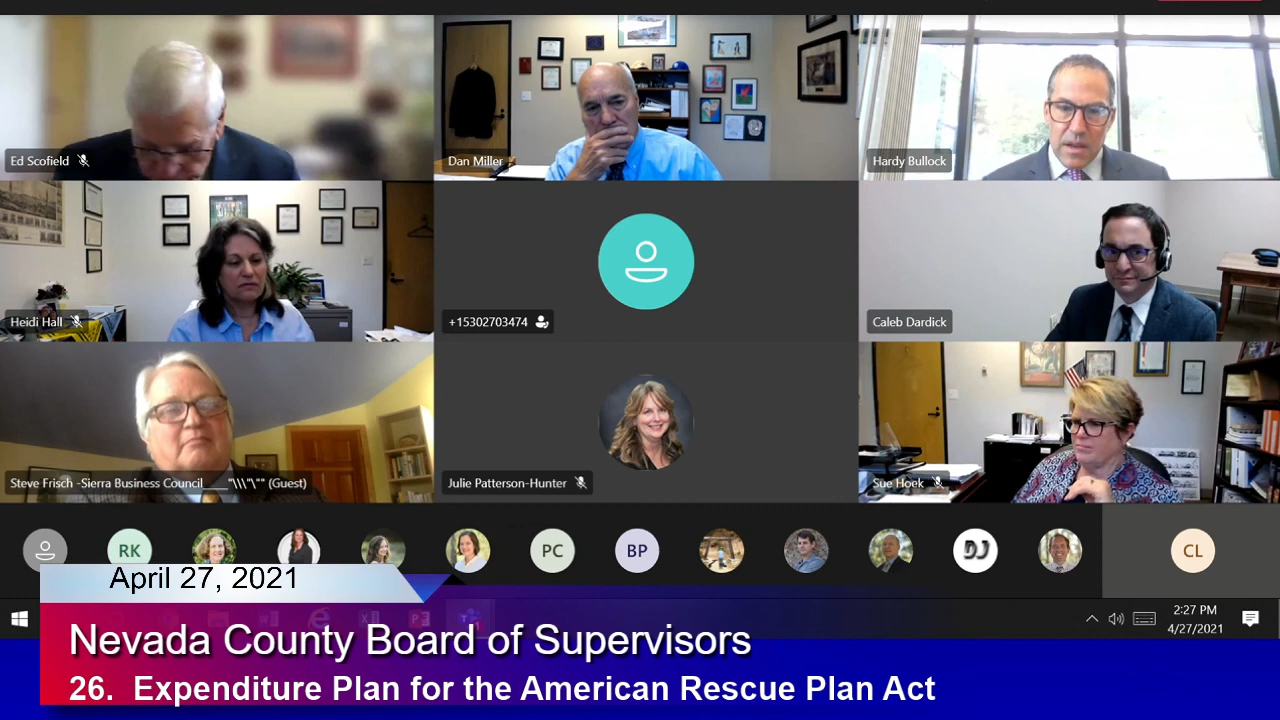 Ed Scofield
Dan Miller
Hardy Bullock
Heidi Hall
+15302703474
Caleb Dardick
Steve Frisch -Sierra Business Council____"\\\"\"" (Guest)
Julie Patterson-Hunter
Sue Hoek
RK
PC
BP
DJ
CL
April 27, 2021
2:27 PM
4/27/2021
Nevada County Board of Supervisors
26. Expenditure Plan for the American Rescue Plan Act